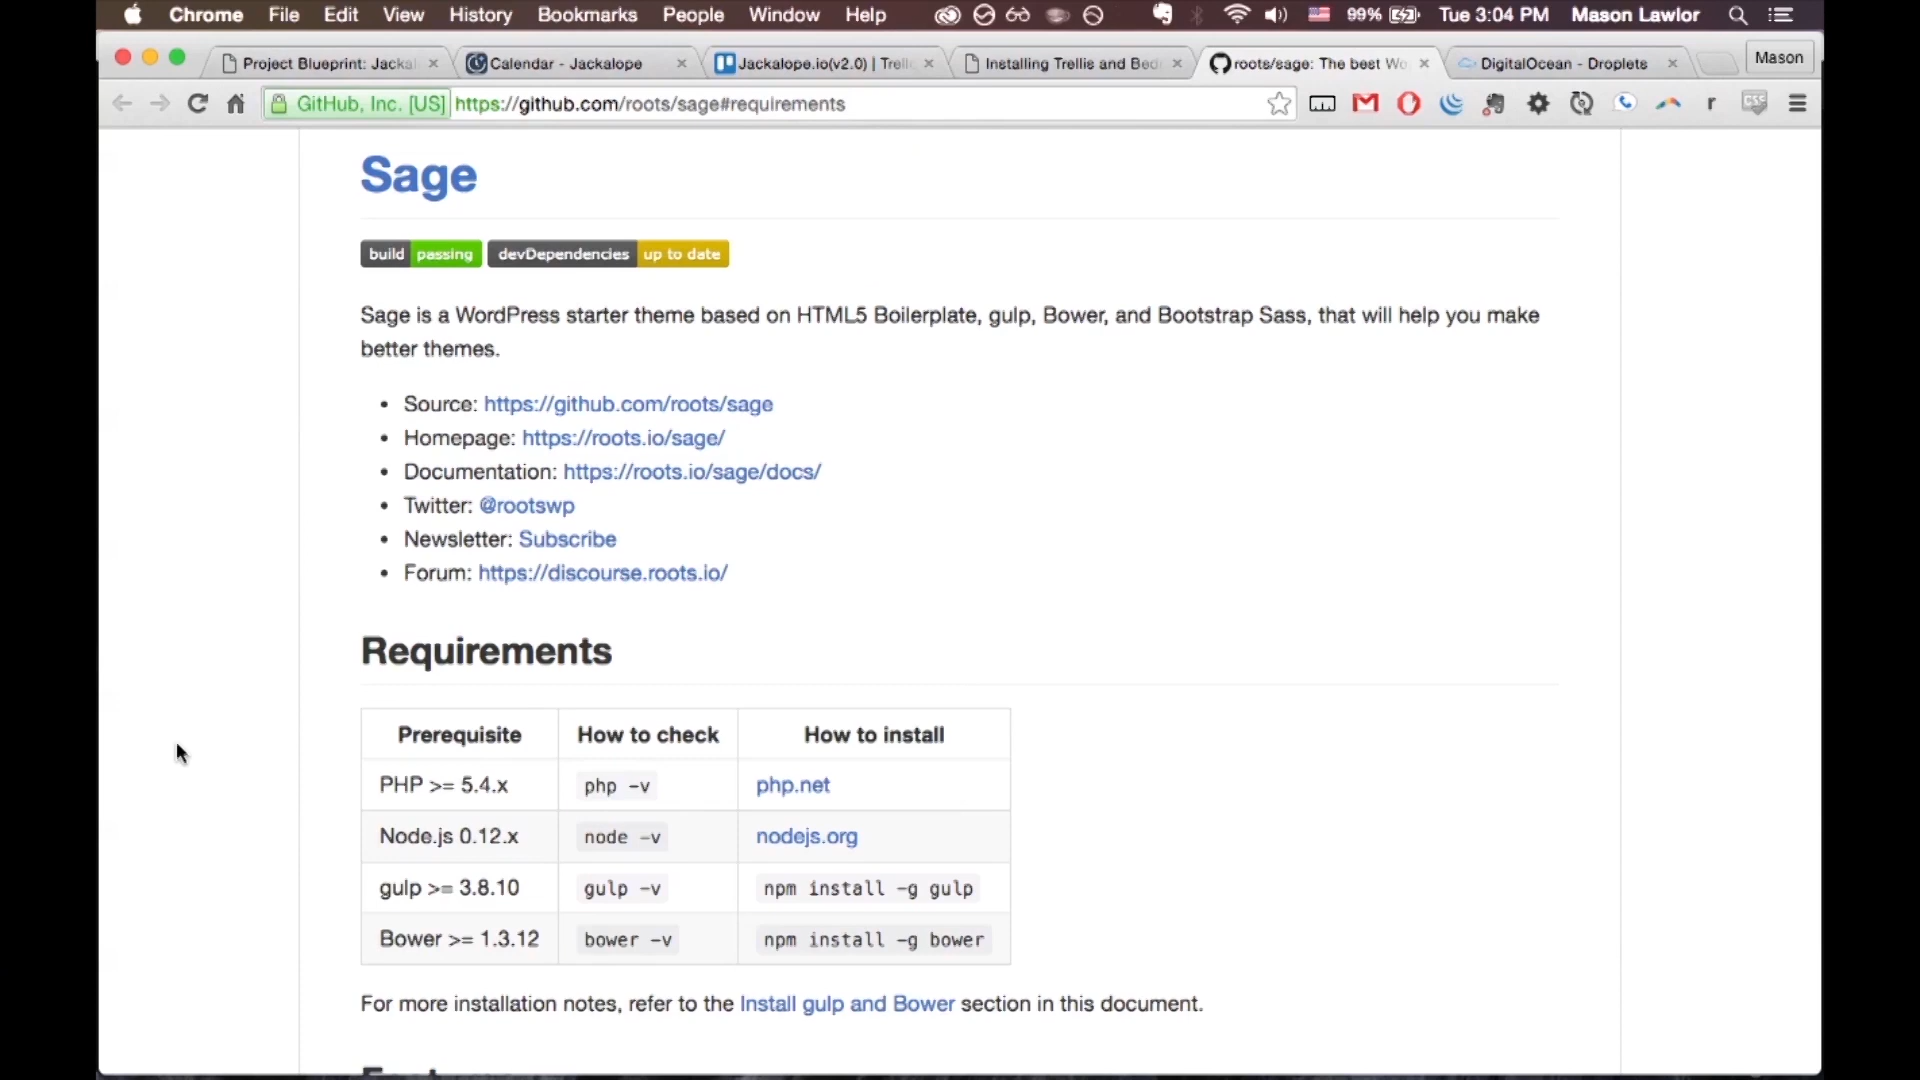 Chrome File Edit View History Bookmarks People Window Help 99% Tue 3:04 PM Mason Lawlor
Project Blueprint: Jacka Calendar - Jackalope Jackalope.io(v2.0) | Trell Installing Trellis and Bed roots/sage: The best Wo DigitalOcean - Droplets Mason
GitHub, Inc. [US] https://github.com/roots/sage#requirements
Sage
build passing devDependencies up to date
Sage is a WordPress starter theme based on HTML5 Boilerplate, gulp, Bower, and Bootstrap Sass, that will help you make
better themes.
• Source: https://github.com/roots/sage
• Homepage: https://roots.io/sage/
• Documentation: https://roots.io/sage/docs/
• Twitter: @rootswp
• Newsletter: Subscribe
• Forum: https://discourse.roots.io/
Requirements
Prerequisite How to check How to install
PHP >= 5.4.x php -v php.net
Node.js 0.12.x node -v nodejs.org
gulp >= 3.8.10 gulp -v npm install -g gulp
Bower >= 1.3.12 bower -v npm install -g bower
For more installation notes, refer to the Install gulp and Bower section in this document.